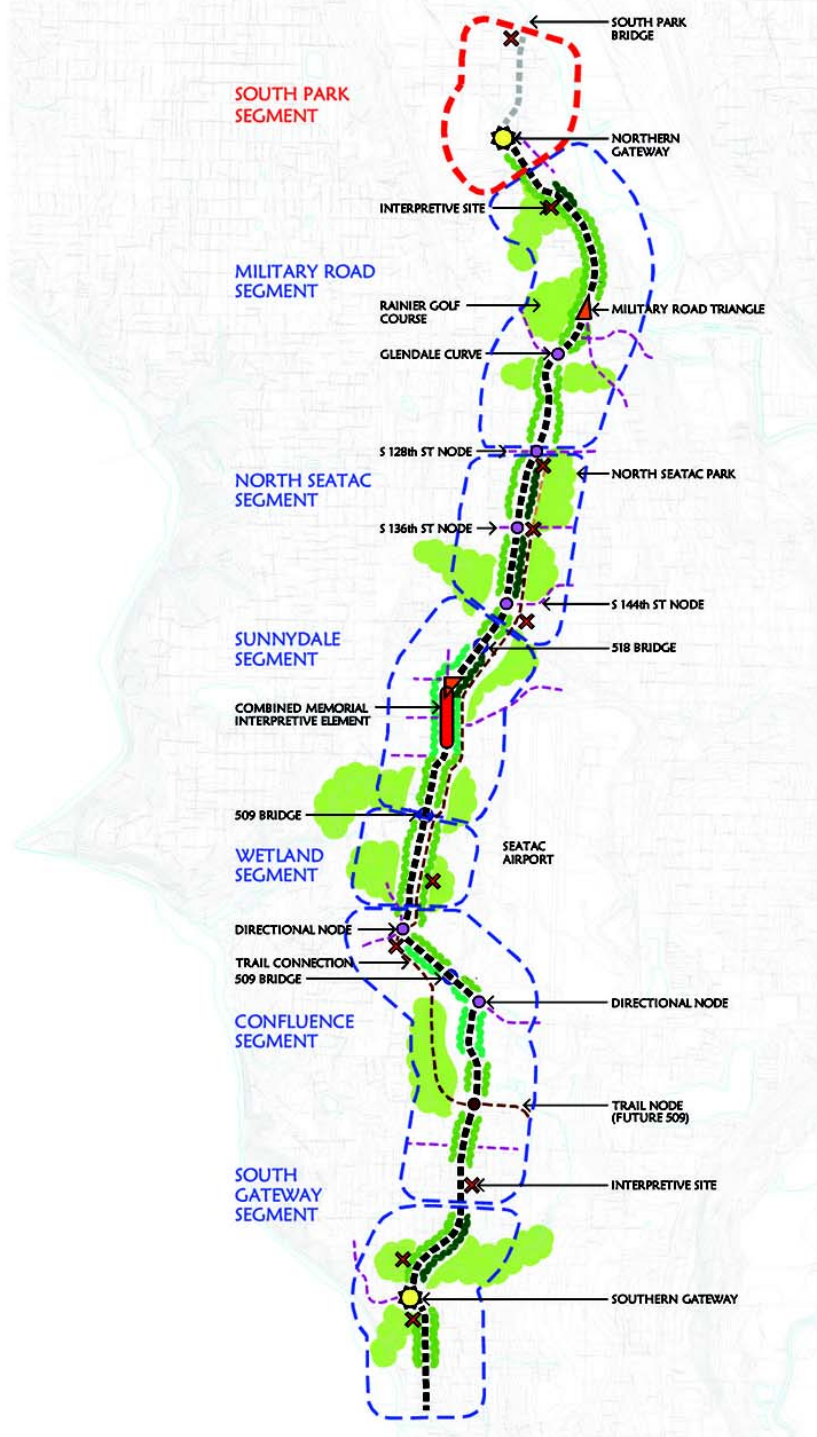 SOUTH PARK
BRIDGE
SOUTH PARK
SEGMENT
NORTHERN
GATEWAY
INTERPRETIVE SITE
MILITARY ROAD
SEGMENT
RAINIER GOLF
COURSE
MILITARY ROAD TRIANGLE
GLENDALE CURVE
S 128th ST NODE
NORTH SEATAC PARK
NORTH SEATAC
SEGMENT
S 136th ST NODE
S 144th ST NODE
SUNNYDALE
SEGMENT
518 BRIDGE
COMBINED MEMORIAL
INTERPRETIVE ELEMENT
509 BRIDGE
SEATAC
AIRPORT
WETLAND
SEGMENT
DIRECTIONAL NODE
TRAIL CONNECTION
509 BRIDGE
DIRECTIONAL NODE
CONFLUENCE
SEGMENT
TRAIL NODE
(FUTURE 509)
SOUTH
GATEWAY
SEGMENT
INTERPRETIVE SITE
SOUTHERN GATEWAY